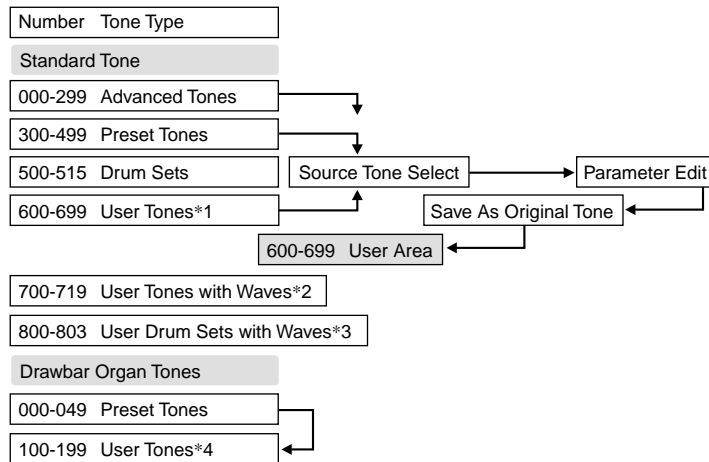 Number Tone Type
Standard Tone
000-299 Advanced Tones
300-499 Preset Tones
500-515 Drum Sets
Source Tone Select
Parameter Edit
600-699 User Tones*1
Save As Original Tone
600-699 User Area
700-719 User Tones with Waves*2
800-803 User Drum Sets with Waves*3
Drawbar Organ Tones
000-049 Preset Tones
100-199 User Tones*4